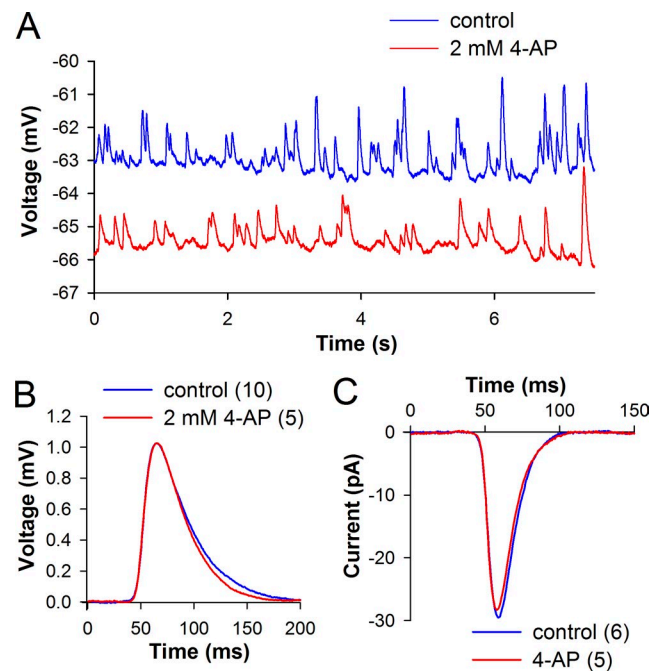 A
control
2 mM 4-AP
-60
-61
-62
-63
-64
-65
-66
-67
Voltage (mV)
0 2 4 6
Time (s)
B
control (10)
2 mM 4-AP (5)
1.2
1.0
0.8
0.6
0.4
0.2
0.0
Voltage (mV)
0 50 100 150 200
Time (ms)
C
Time (ms)
0 50 100 150
0
-10
-20
-30
Current (pA)
control (6)
4-AP (5)